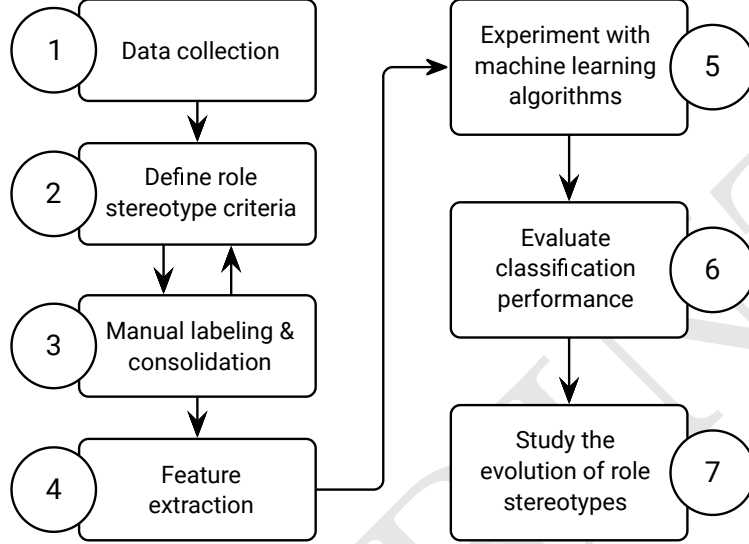 1
Data collection
2
Define role
stereotype criteria
3
Manual labeling &
consolidation
4
Feature
extraction
5
Experiment with
machine learning
algorithms
6
Evaluate
classification
performance
7
Study the
evolution of role
stereotypes